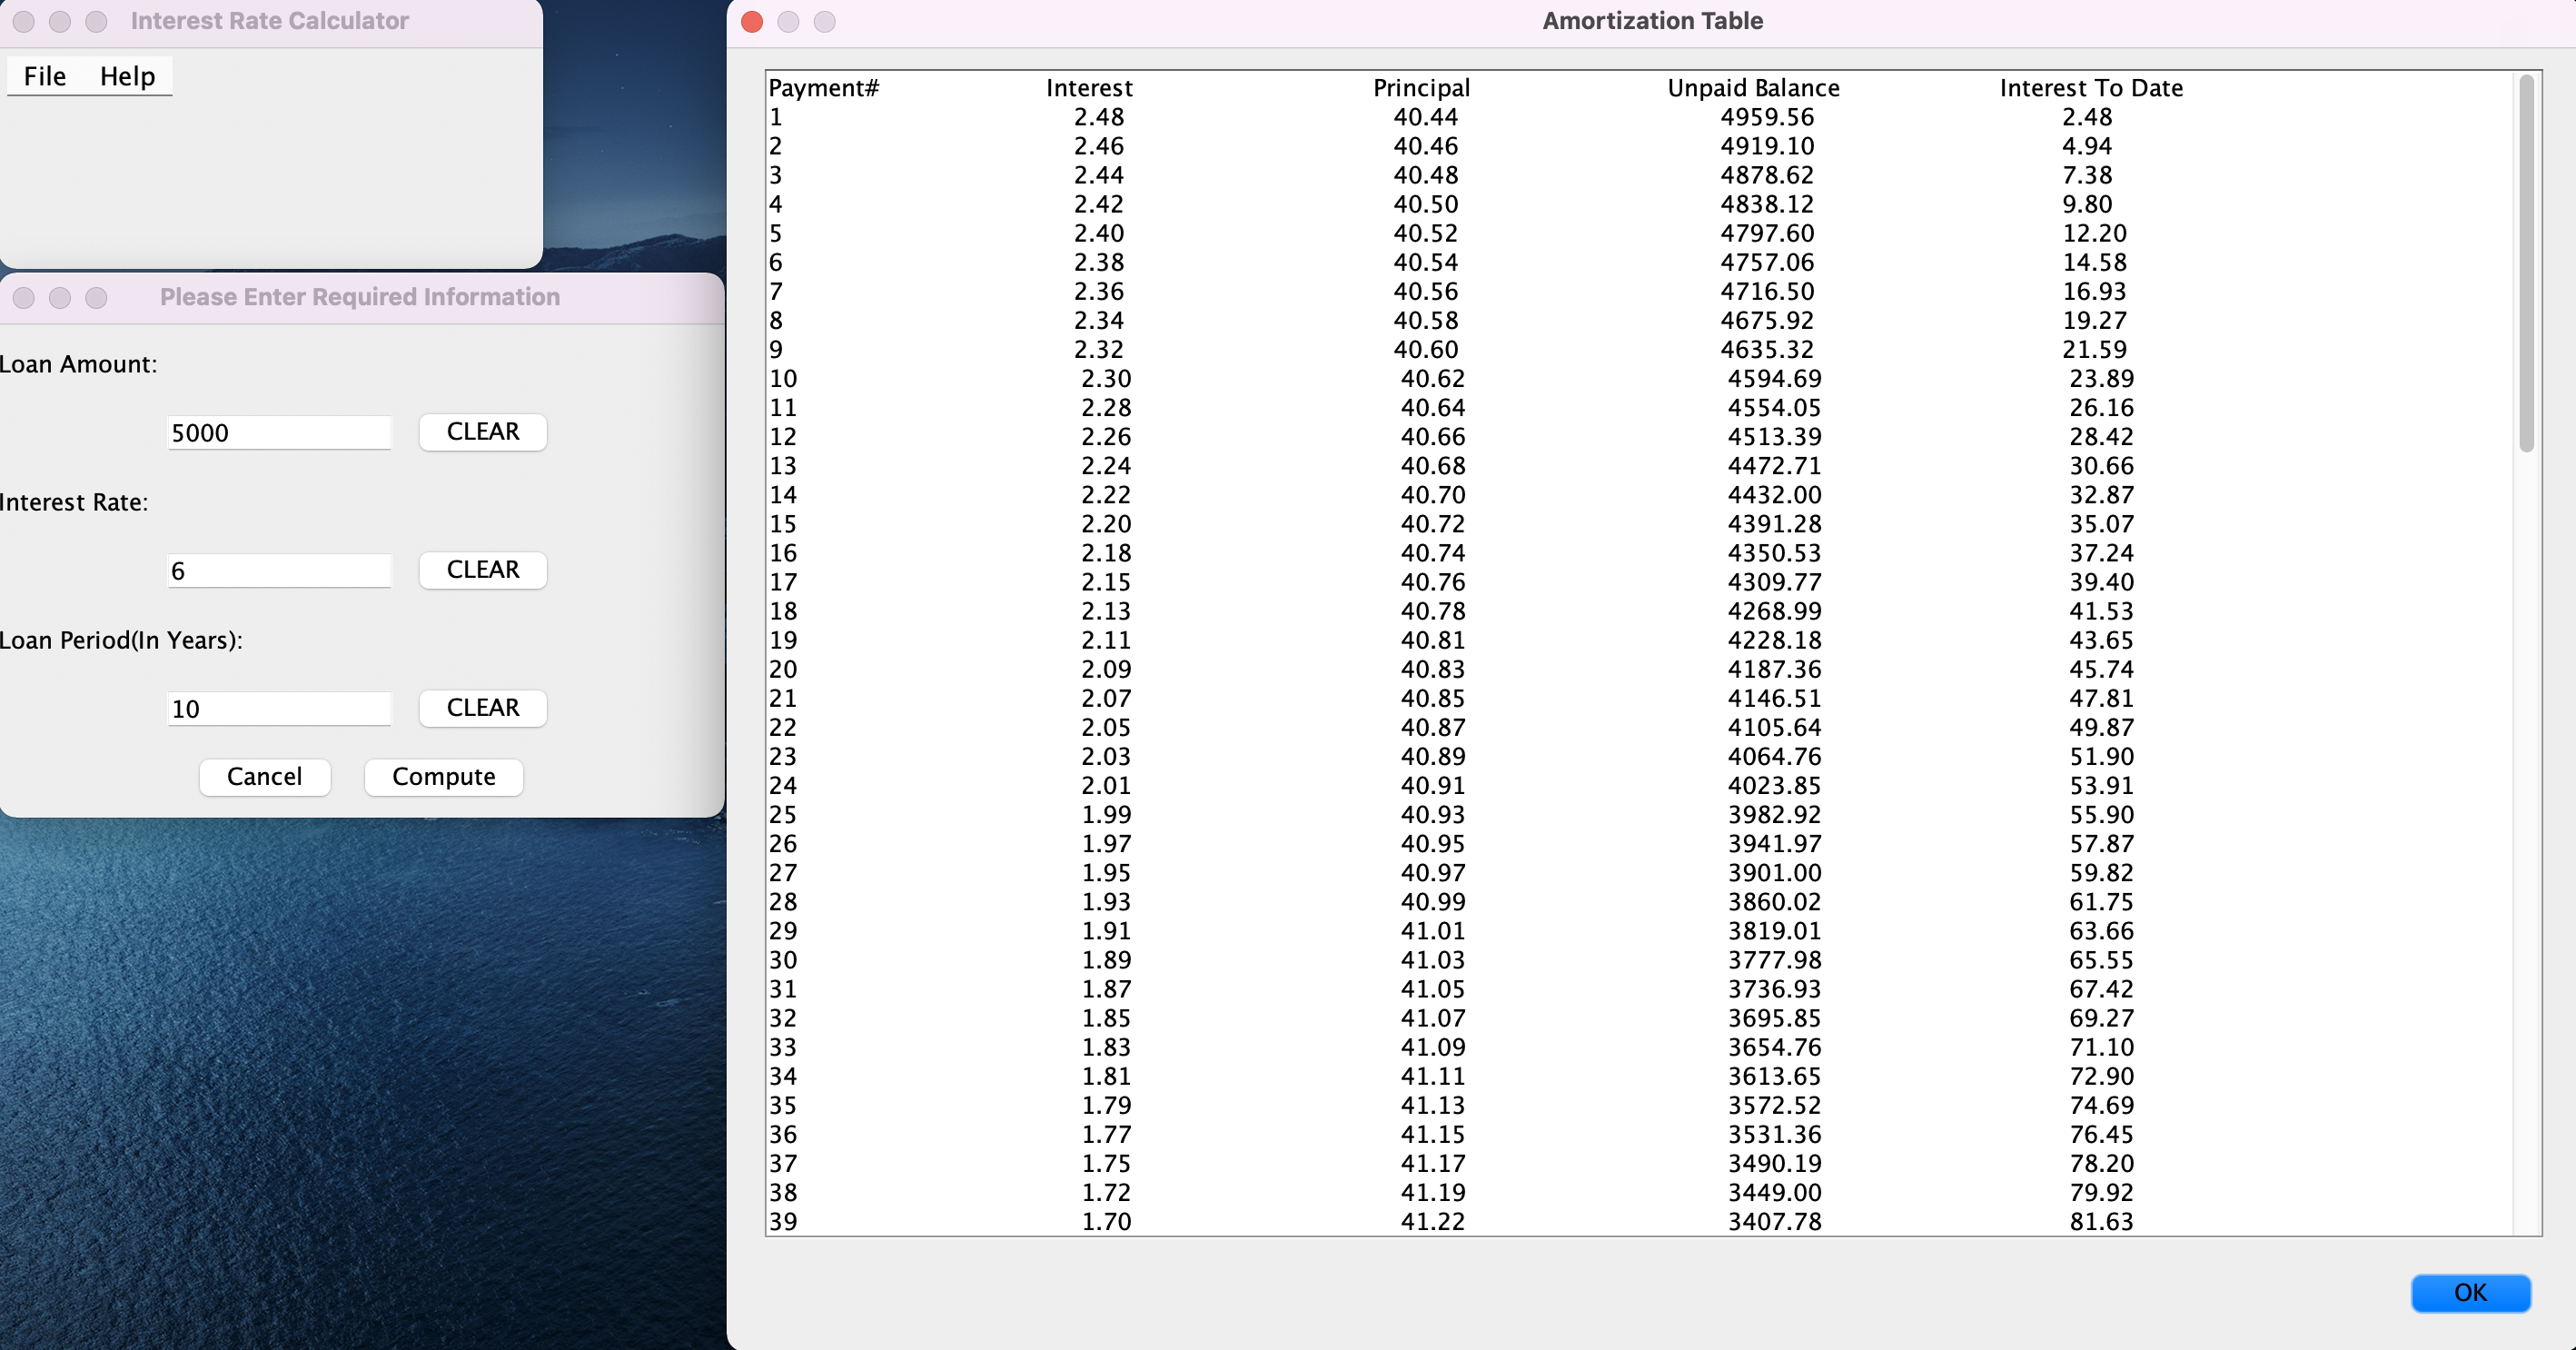 Interest Rate Calculator
File Help
Please Enter Required Information
Loan Amount:
5000 CLEAR
Interest Rate:
6 CLEAR
Loan Period(In Years):
10 CLEAR
Cancel Compute
Amortization Table
Payment# Interest Principal Unpaid Balance Interest To Date
1 2.48 40.44 4959.56 2.48
2 2.46 40.46 4919.10 4.94
3 2.44 40.48 4878.62 7.38
4 2.42 40.50 4838.12 9.80
5 2.40 40.52 4797.60 12.20
6 2.38 40.54 4757.06 14.58
7 2.36 40.56 4716.50 16.93
8 2.34 40.58 4675.92 19.27
9 2.32 40.60 4635.32 21.59
10 2.30 40.62 4594.69 23.89
11 2.28 40.64 4554.05 26.16
12 2.26 40.66 4513.39 28.42
13 2.24 40.68 4472.71 30.66
14 2.22 40.70 4432.00 32.87
15 2.20 40.72 4391.28 35.07
16 2.18 40.74 4350.53 37.24
17 2.15 40.76 4309.77 39.40
18 2.13 40.78 4268.99 41.53
19 2.11 40.81 4228.18 43.65
20 2.09 40.83 4187.36 45.74
21 2.07 40.85 4146.51 47.81
22 2.05 40.87 4105.64 49.87
23 2.03 40.89 4064.76 51.90
24 2.01 40.91 4023.85 53.91
25 1.99 40.93 3982.92 55.90
26 1.97 40.95 3941.97 57.87
27 1.95 40.97 3901.00 59.82
28 1.93 40.99 3860.02 61.75
29 1.91 41.01 3819.01 63.66
30 1.89 41.03 3777.98 65.55
31 1.87 41.05 3736.93 67.42
32 1.85 41.07 3695.85 69.27
33 1.83 41.09 3654.76 71.10
34 1.81 41.11 3613.65 72.90
35 1.79 41.13 3572.52 74.69
36 1.77 41.15 3531.36 76.45
37 1.75 41.17 3490.19 78.20
38 1.72 41.19 3449.00 79.92
39 1.70 41.22 3407.78 81.63
OK